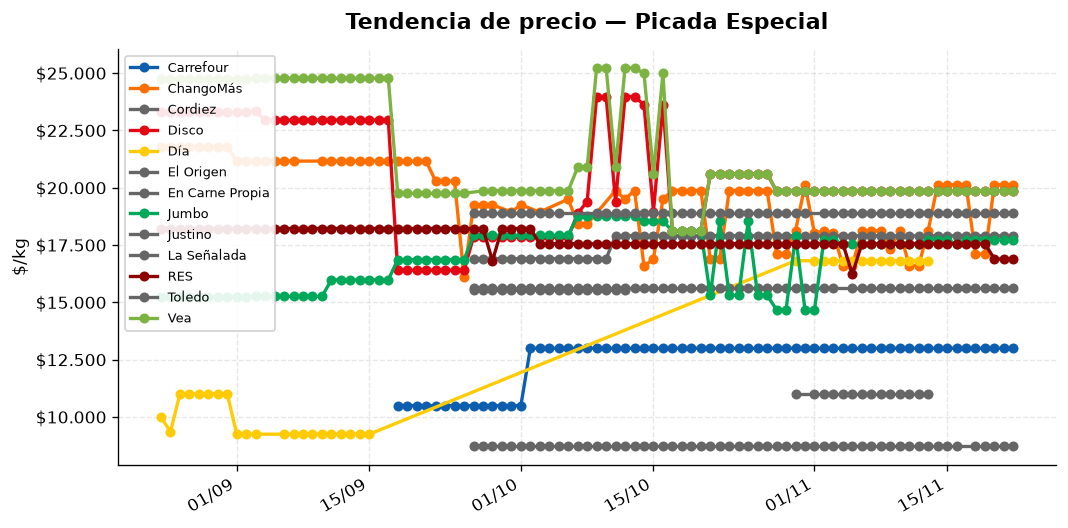 Tendencia de precio — Picada Especial
$/kg
$25.000
$22.500
$20.000
$17.500
$15.000
$12.500
$10.000
Carrefour
ChangoMás
Cordiez
Disco
Día
El Origen
En Carne Propia
Jumbo
Justino
La Señalada
RES
Toledo
Vea
01/09
15/09
01/10
15/10
01/11
15/11